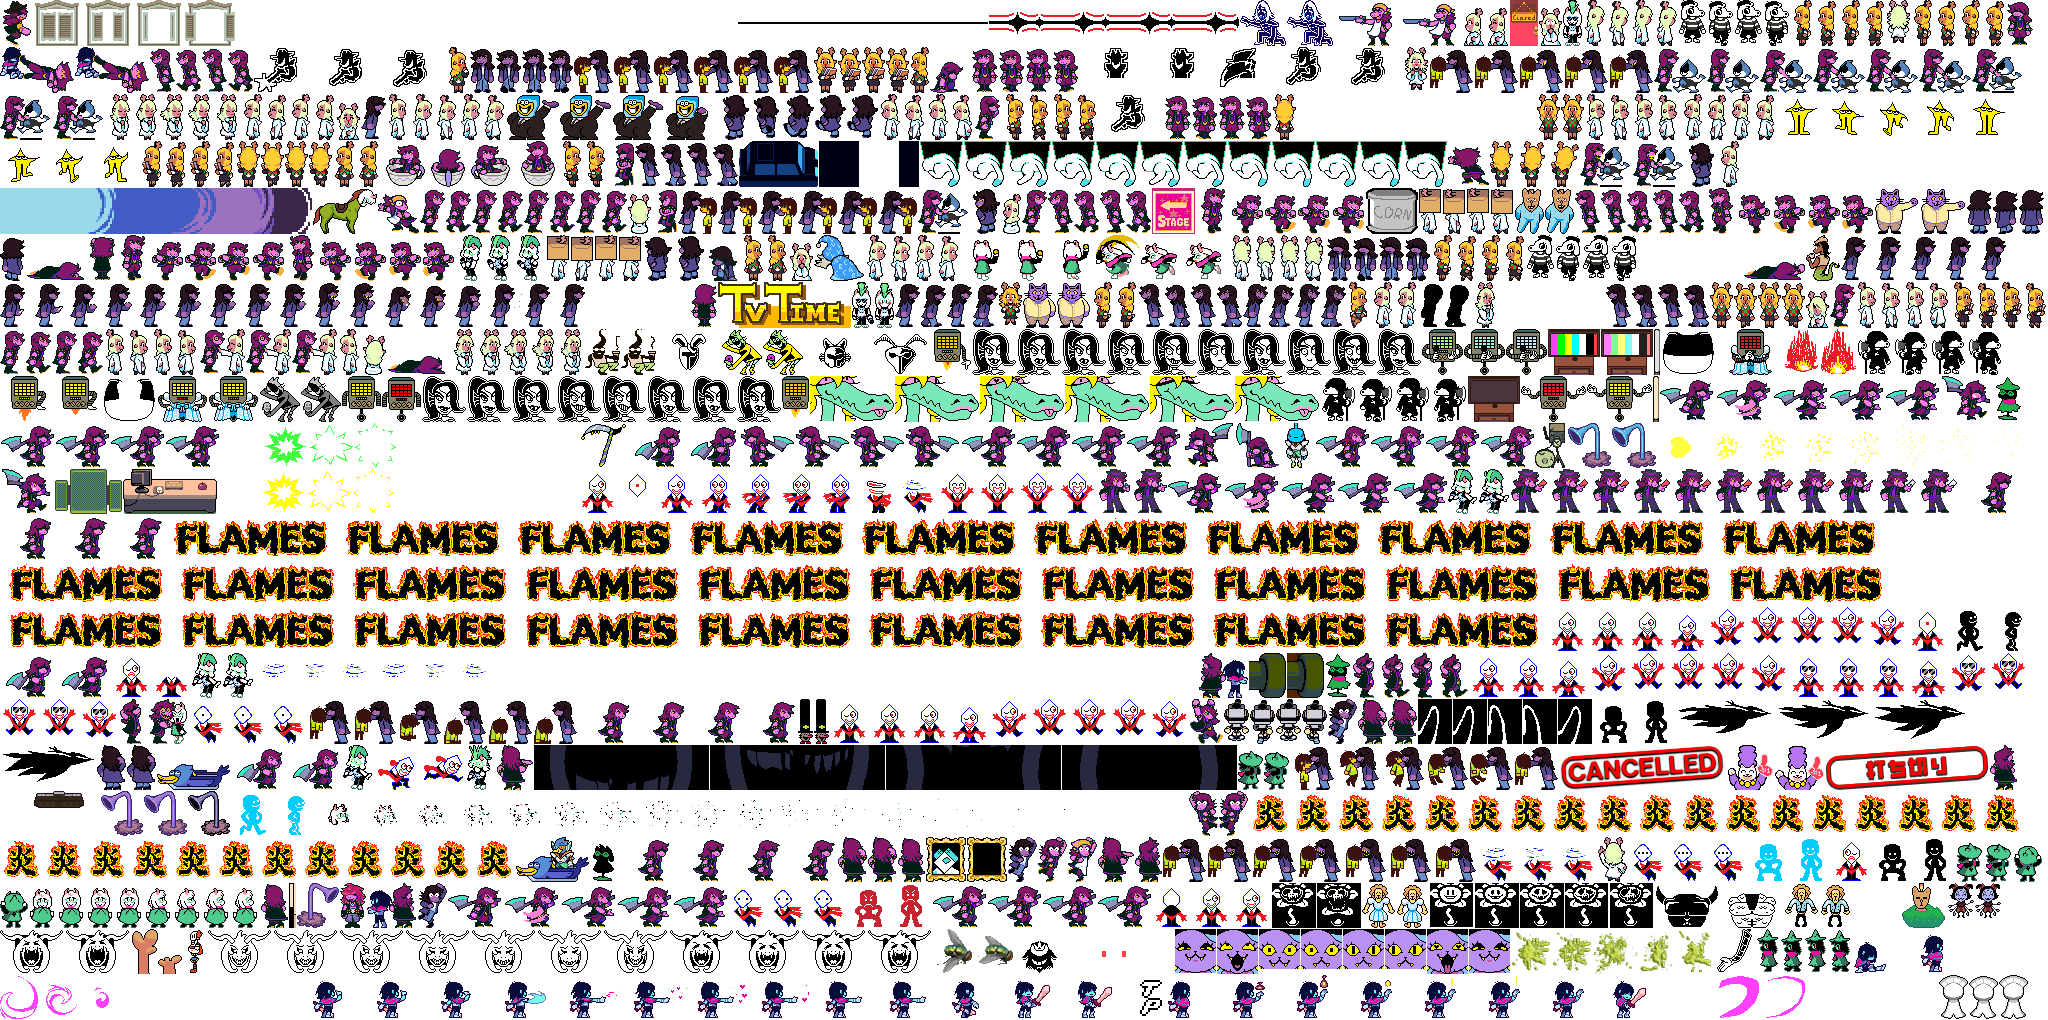 Closed
STAGE
CORN
TV TIME
FLAMES FLAMES FLAMES FLAMES FLAMES FLAMES FLAMES FLAMES FLAMES FLAMES
FLAMES FLAMES FLAMES FLAMES FLAMES FLAMES FLAMES FLAMES FLAMES FLAMES FLAMES
FLAMES FLAMES FLAMES FLAMES FLAMES FLAMES FLAMES FLAMES FLAMES
CANCELLED 打ち切り
炎 炎 炎 炎 炎 炎 炎 炎 炎 炎 炎 炎 炎 炎 炎 炎 炎 炎
炎 炎 炎 炎 炎 炎 炎 炎 炎 炎 炎 炎
TP